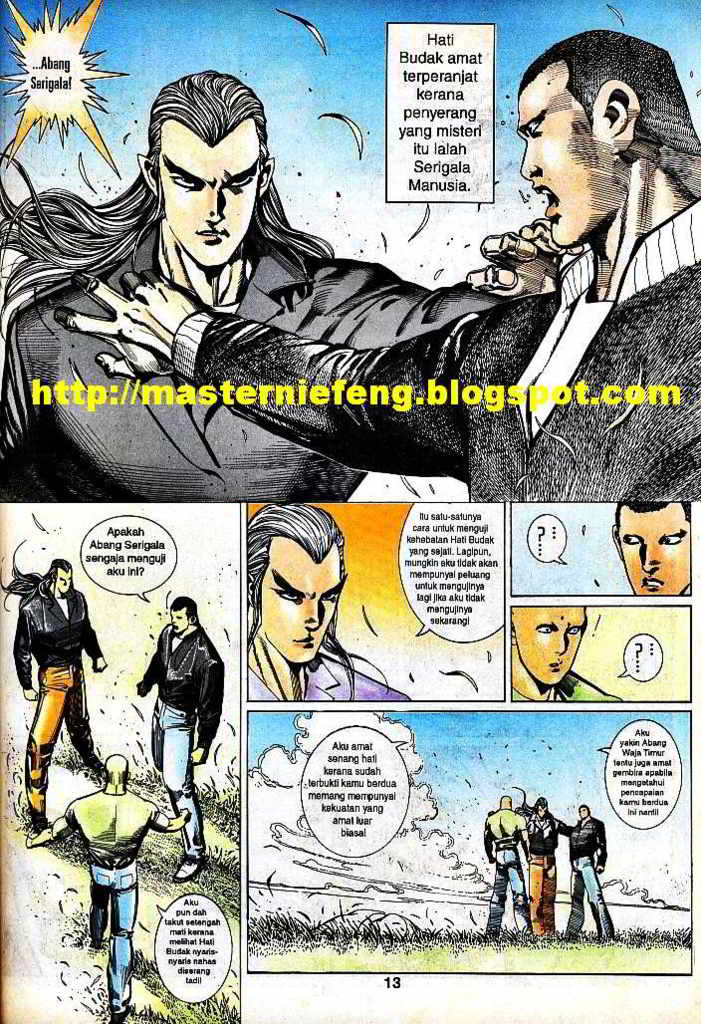 ...Abang
Serigala!
Hati
Budak amat
terperanjat
kerana
penyerang
yang misteri
itu ialah
Serigala
Manusia.
http://masterniefeng.blogspot.com
Apakah
Abang Serigala
sengaja menguji
aku ini?
Aku
pun dah
takut setengah
mati kerana
melihat Hati
Budak nyaris-
nyaris nahas
diserang
tadi!
Itu satu-satunya
cara untuk menguji
kehebatan Hati Budak
yang sejati. Lagipun,
mungkin aku tidak akan
mempunyai peluang
untuk mengujinya
lagi jika aku tidak
mengujinya
sekarang!
?...
?...
Aku amat
senang hati
kerana sudah
terbukti kamu berdua
memang mempunyai
kekuatan yang
amat luar
biasa!
Aku
yakin Abang
Waja Timur
tentu juga amat
gembira apabila
mengetahui
pencapaian
kamu berdua
ini nanti!
13